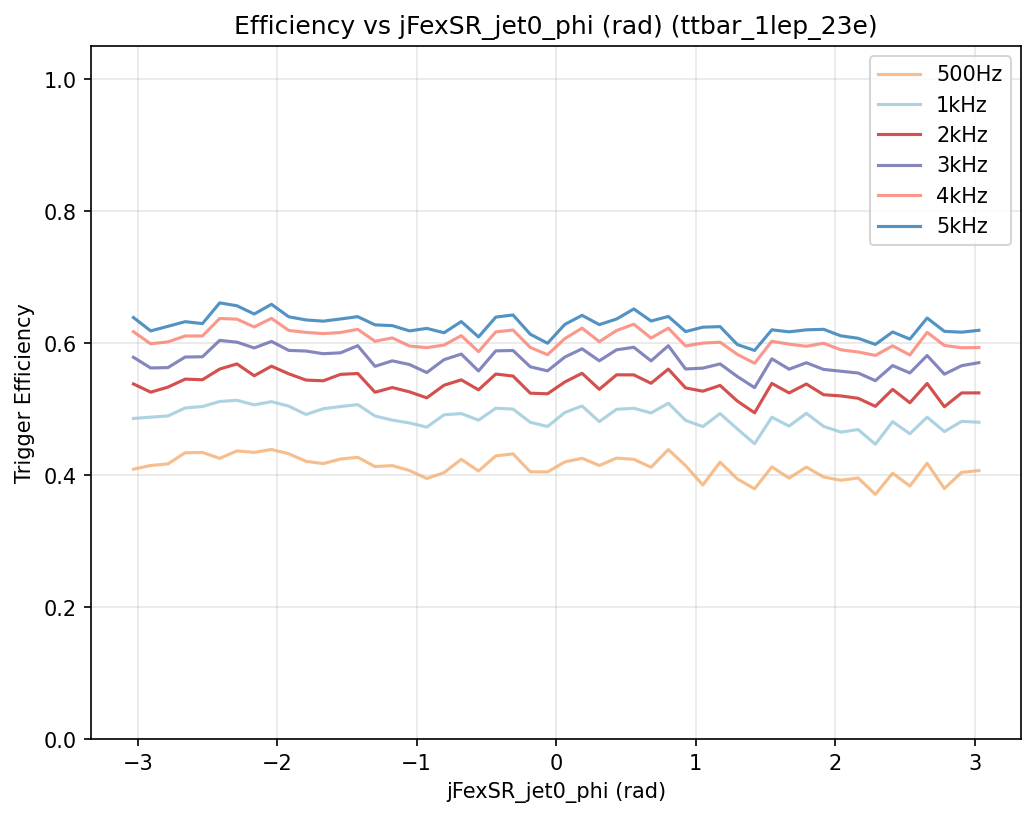 Efficiency vs jFexSR_jet0_phi (rad) (ttbar_1lep_23e)
500Hz
1kHz
2kHz
3kHz
4kHz
5kHz
Trigger Efficiency
1.0
0.8
0.6
0.4
0.2
0.0
−3
−2
−1
0
1
2
3
jFexSR_jet0_phi (rad)